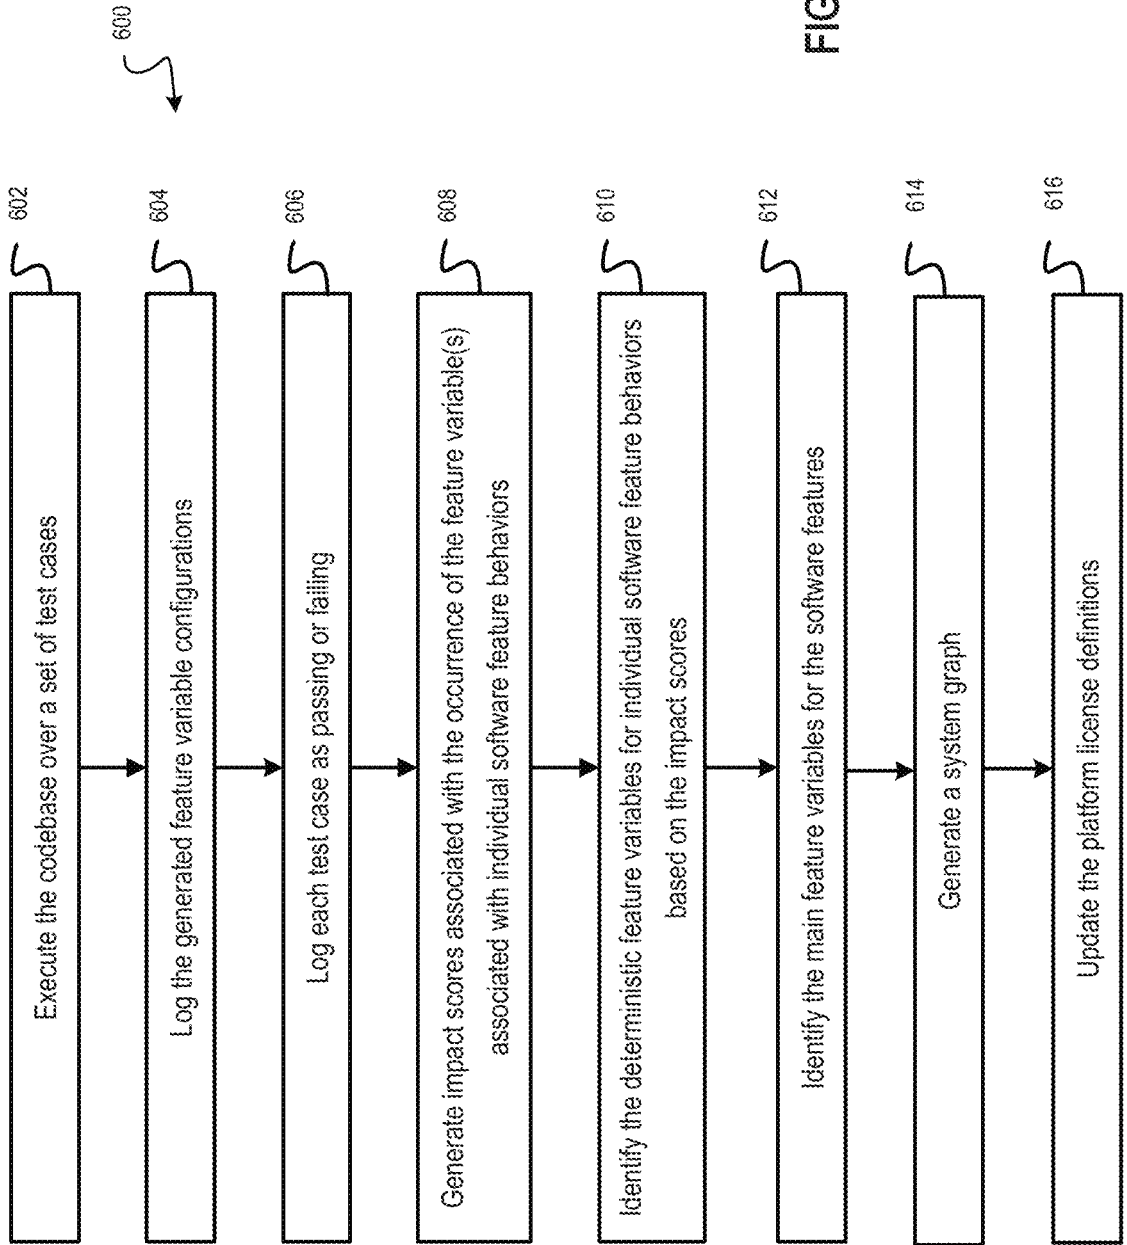 600
602
Execute the codebase over a set of test cases
604
Log the generated feature variable configurations
606
Log each test case as passing or failing
608
Generate impact scores associated with the occurrence of the feature variable(s)
associated with individual software feature behaviors
610
Identify the deterministic feature variables for individual software feature behaviors
based on the impact scores
612
Identify the main feature variables for the software features
614
Generate a system graph
616
Update the platform license definitions
FIG